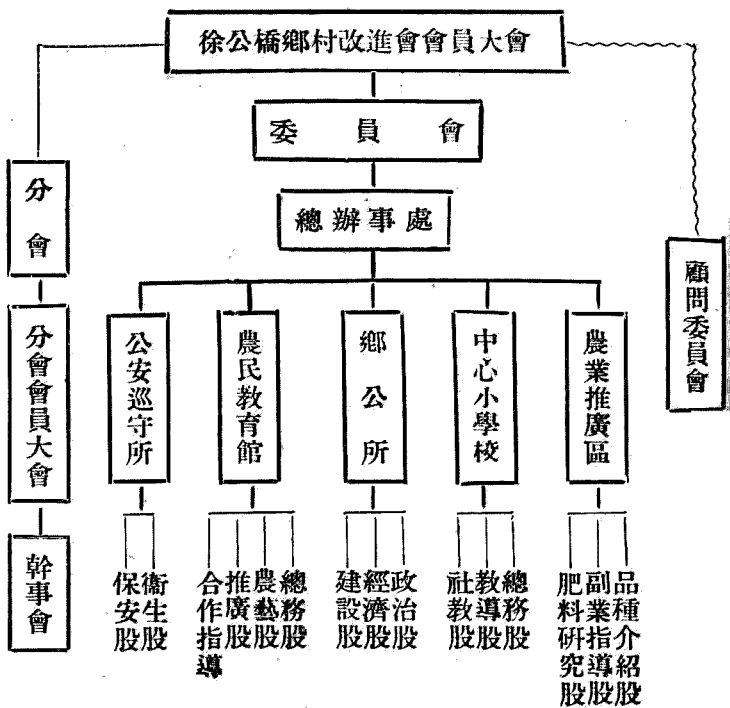 徐公橋鄉村改進會會員大會
委員會
總辦事處
顧問委員會
農業推廣區
中心小學校
鄉公所
農民教育館
公安巡守所
分會
分會會員大會
幹事會
品種介紹股
副業指導股
肥料研究股
總務股
教導股
社教股
政治股
經濟股
建設股
總務股
農藝股
推廣股
合作指導
衞生股
保安股